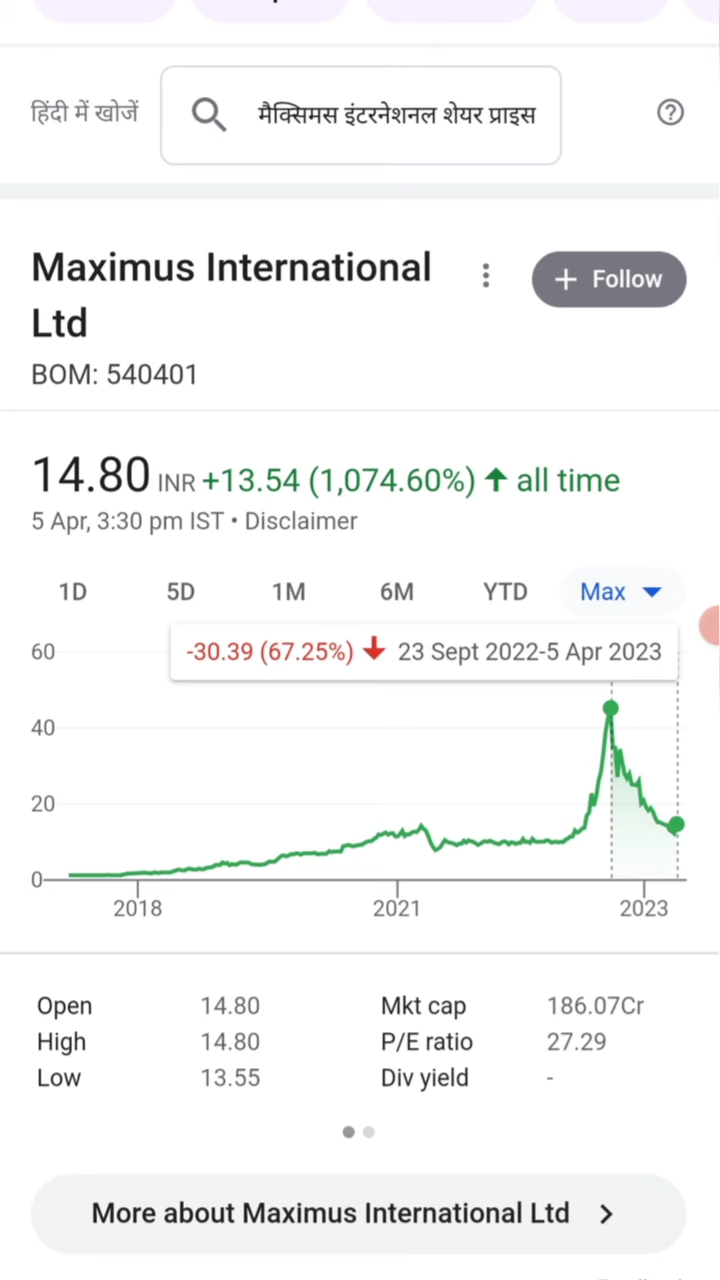 हिंदी में खोजें
मैक्सिमस इंटरनेशनल शेयर प्राइस
Maximus International
Ltd
+ Follow
BOM: 540401
14.80 INR +13.54 (1,074.60%) ↑ all time
5 Apr, 3:30 pm IST • Disclaimer
1D 5D 1M 6M YTD Max
-30.39 (67.25%) ↓ 23 Sept 2022-5 Apr 2023
60
40
20
0
2018 2021 2023
Open 14.80 Mkt cap 186.07Cr
High 14.80 P/E ratio 27.29
Low 13.55 Div yield -
More about Maximus International Ltd >